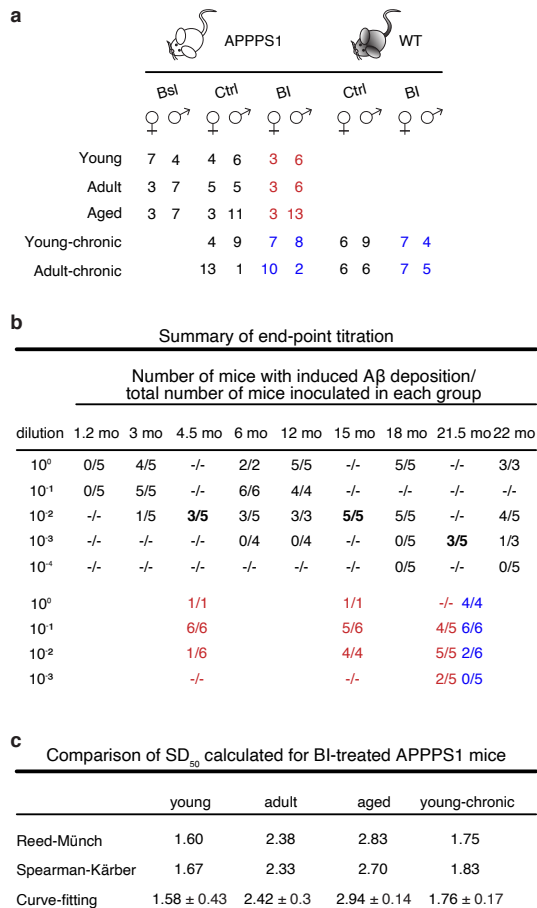 a
APPPS1 WT
Bsl Ctrl BI Ctrl BI
♀ ♂ ♀ ♂ ♀ ♂ ♀ ♂ ♀ ♂
Young 7 4 4 6 3 6
Adult 3 7 5 5 3 6
Aged 3 7 3 11 3 13
Young-chronic 4 9 7 8 6 9 7 4
Adult-chronic 13 1 10 2 6 6 7 5
b
Summary of end-point titration
Number of mice with induced Aβ deposition/
total number of mice inoculated in each group
dilution 1.2 mo 3 mo 4.5 mo 6 mo 12 mo 15 mo 18 mo 21.5 mo 22 mo
10⁰ 0/5 4/5 -/- 2/2 5/5 -/- 5/5 -/- 3/3
10⁻¹ 0/5 5/5 -/- 6/6 4/4 -/- -/- -/- -/-
10⁻² -/- 1/5 3/5 3/5 3/3 5/5 5/5 -/- 4/5
10⁻³ -/- -/- -/- 0/4 0/4 -/- 0/5 3/5 1/3
10⁻⁴ -/- -/- -/- -/- -/- -/- 0/5 -/- 0/5
10⁰ 1/1 1/1 -/- 4/4
10⁻¹ 6/6 5/6 4/5 6/6
10⁻² 1/6 4/4 5/5 2/6
10⁻³ -/- -/- 2/5 0/5
c
Comparison of SD₅₀ calculated for BI-treated APPPS1 mice
young adult aged young-chronic
Reed-Münch 1.60 2.38 2.83 1.75
Spearman-Kärber 1.67 2.33 2.70 1.83
Curve-fitting 1.58 ± 0.43 2.42 ± 0.3 2.94 ± 0.14 1.76 ± 0.17